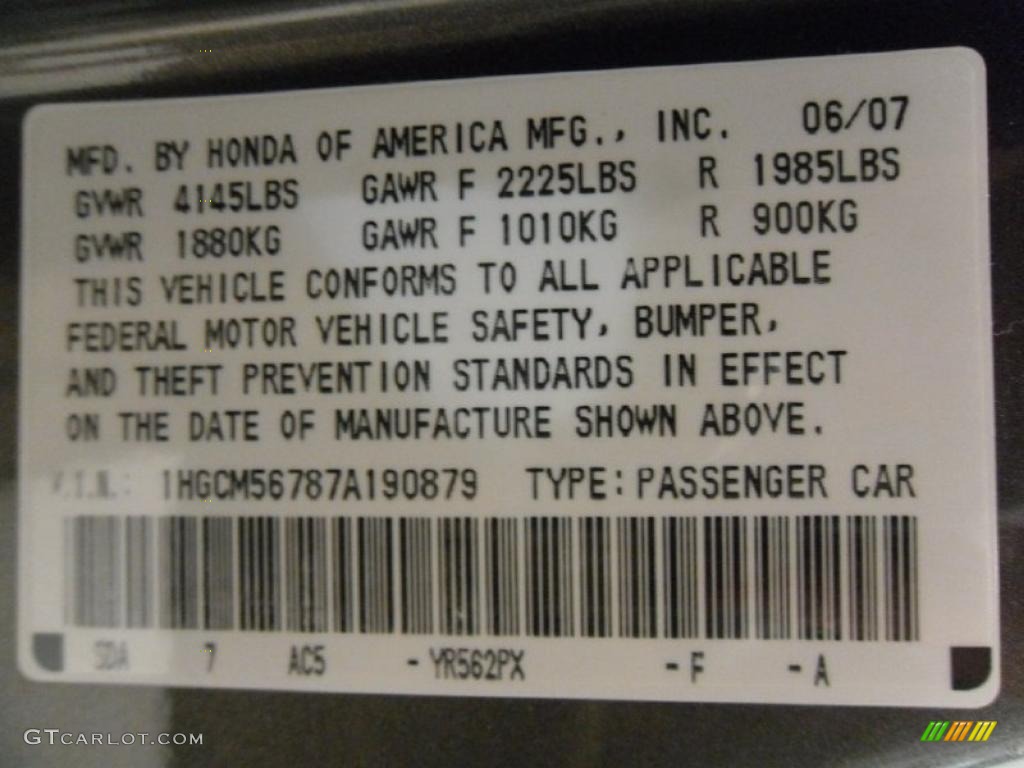 MFD. BY HONDA OF AMERICA MFG., INC. 06/07
GVWR 4145LBS GAWR F 2225LBS R 1985LBS
GVWR 1880KG GAWR F 1010KG R 900KG
THIS VEHICLE CONFORMS TO ALL APPLICABLE
FEDERAL MOTOR VEHICLE SAFETY, BUMPER,
AND THEFT PREVENTION STANDARDS IN EFFECT
ON THE DATE OF MANUFACTURE SHOWN ABOVE.
V.I.N.: 1HGCM56787A190879 TYPE: PASSENGER CAR
SDA 7 AC5 - YR562PX - F - A
GTCARLOT.COM